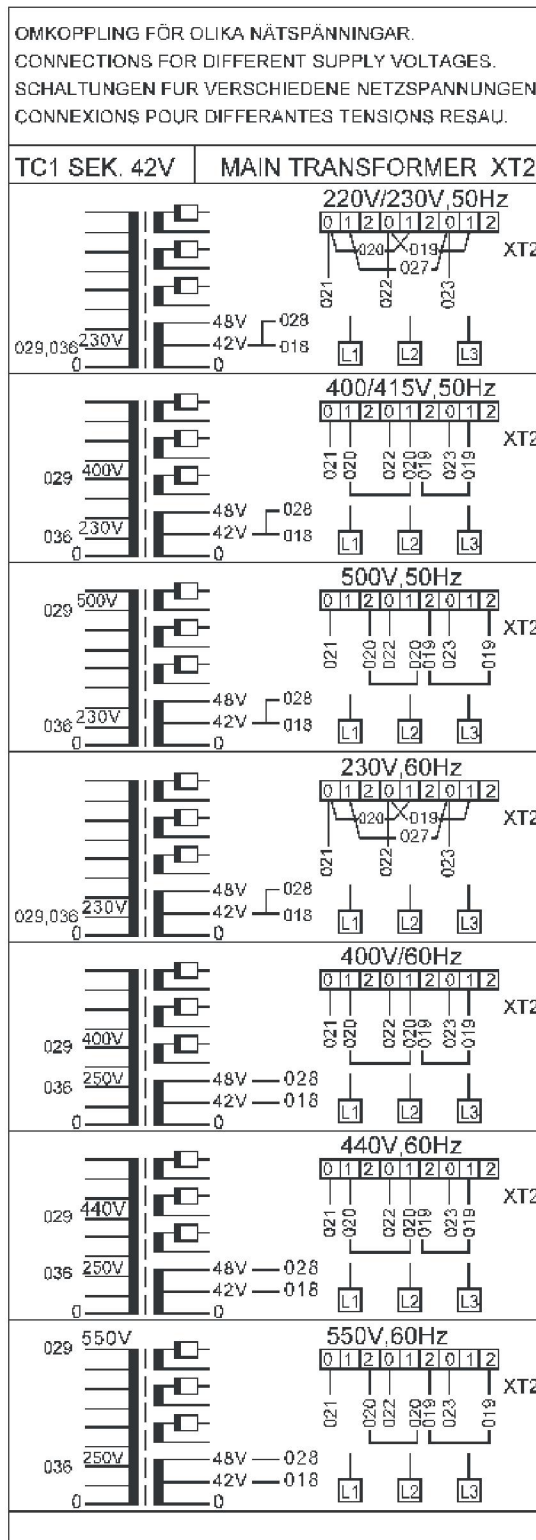 OMKOPPLING FÖR OLIKA NÄTSPÄNNINGAR.
CONNECTIONS FOR DIFFERENT SUPPLY VOLTAGES.
SCHALTUNGEN FUR VERSCHIEDENE NETZSPANNUNGEN
CONNEXIONS POUR DIFFERANTES TENSIONS RESAU.
TC1 SEK. 42V MAIN TRANSFORMER XT2
220V/230V,50Hz
0 1 2 0 1 2 0 1 2
XT2
020 019
027
021 022 023
48V 028
029,036 230V 42V 018
0 0
L1 L2 L3
400/415V,50Hz
0 1 2 0 1 2 0 1 2
XT2
021 020 022 020 019 023 019
029 400V
48V 028
036 230V 42V 018
0 0
L1 L2 L3
500V,50Hz
029 500V
0 1 2 0 1 2 0 1 2
XT2
021 020 022 020 019 023 019
48V 028
036 230V 42V 018
0 0
L1 L2 L3
230V,60Hz
0 1 2 0 1 2 0 1 2
XT2
020 019
027
021 022 023
48V 028
029,036 230V 42V 018
0 0
L1 L2 L3
400V/60Hz
0 1 2 0 1 2 0 1 2
XT2
021 020 022 020 019 023 019
029 400V
036 250V 48V 028
42V 018
0 0
L1 L2 L3
440V,60Hz
0 1 2 0 1 2 0 1 2
XT2
021 020 022 020 019 023 019
029 440V
036 250V 48V 028
42V 018
0 0
L1 L2 L3
550V,60Hz
029 550V
0 1 2 0 1 2 0 1 2
XT2
021 020 022 020 019 023 019
036 250V 48V 028
42V 018
0 0
L1 L2 L3